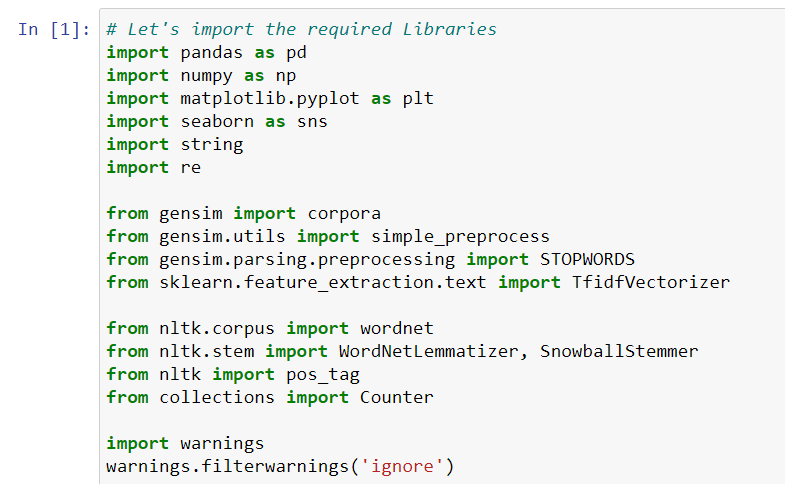 In [1]: # Let's import the required Libraries
import pandas as pd
import numpy as np
import matplotlib.pyplot as plt
import seaborn as sns
import string
import re
from gensim import corpora
from gensim.utils import simple_preprocess
from gensim.parsing.preprocessing import STOPWORDS
from sklearn.feature_extraction.text import TfidfVectorizer
from nltk.corpus import wordnet
from nltk.stem import WordNetLemmatizer, SnowballStemmer
from nltk import pos_tag
from collections import Counter
import warnings
warnings.filterwarnings('ignore')